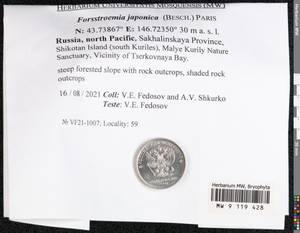 HERBARIUM UNIVERSITATIS MOSQUENSIS (MW)
Forsstroemia japonica (BESCH.) PARIS
N: 43.73867° E: 146.72350° 30 m a. s. l.
Russia, north Pacific, Sakhalinskaya Province,
Shikotan Island (south Kuriles), Malye Kurily Nature
Sanctuary, Vicinity of Tserkovnaya Bay.
steep forested slope with rock outcrops, shaded rock
outcrops
16 / 08 / 2021 Coll: V.E. Fedosov and A.V. Shkurko
Teste: V.E. Fedosov
№ VF21-1007; Locality: 59
Herbarium MW, Bryophyta
MW 9 119 428